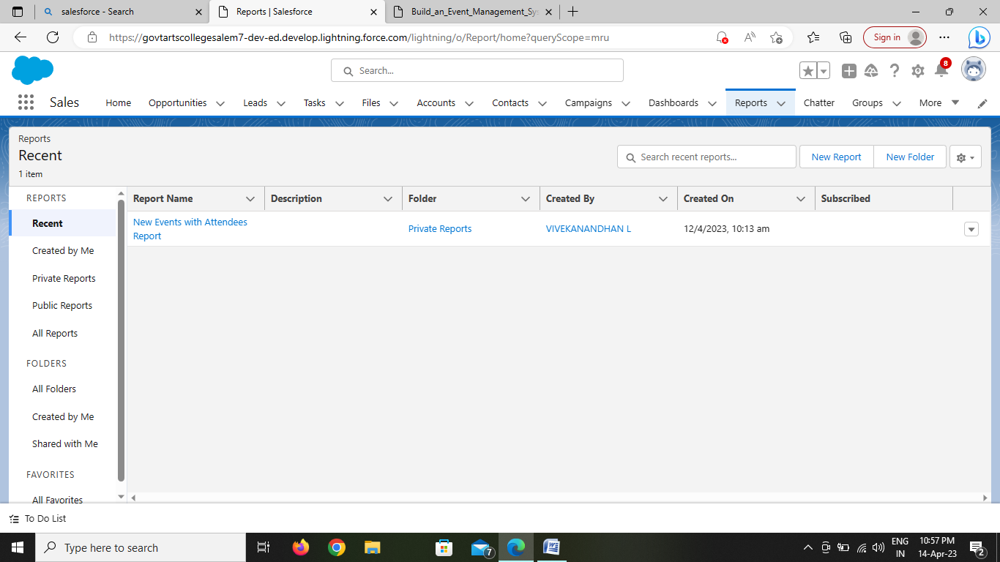 salesforce - Search
Reports | Salesforce
Build_an_Event_Management_Sy
https://govtartscollegesalem7-dev-ed.develop.lightning.force.com/lightning/o/Report/home?queryScope=mru
Sign in
Search...
8
Sales
Home
Opportunities
Leads
Tasks
Files
Accounts
Contacts
Campaigns
Dashboards
Reports
Chatter
Groups
More
Reports
Recent
1 item
Search recent reports...
New Report
New Folder
REPORTS
Recent
Created by Me
Private Reports
Public Reports
All Reports
FOLDERS
All Folders
Created by Me
Shared with Me
FAVORITES
All Favorites
Report Name
Description
Folder
Created By
Created On
Subscribed
New Events with Attendees
Report
Private Reports
VIVEKANANDHAN L
12/4/2023, 10:13 am
To Do List
Type here to search
7
ENG
IN
10:57 PM
14-Apr-23
2